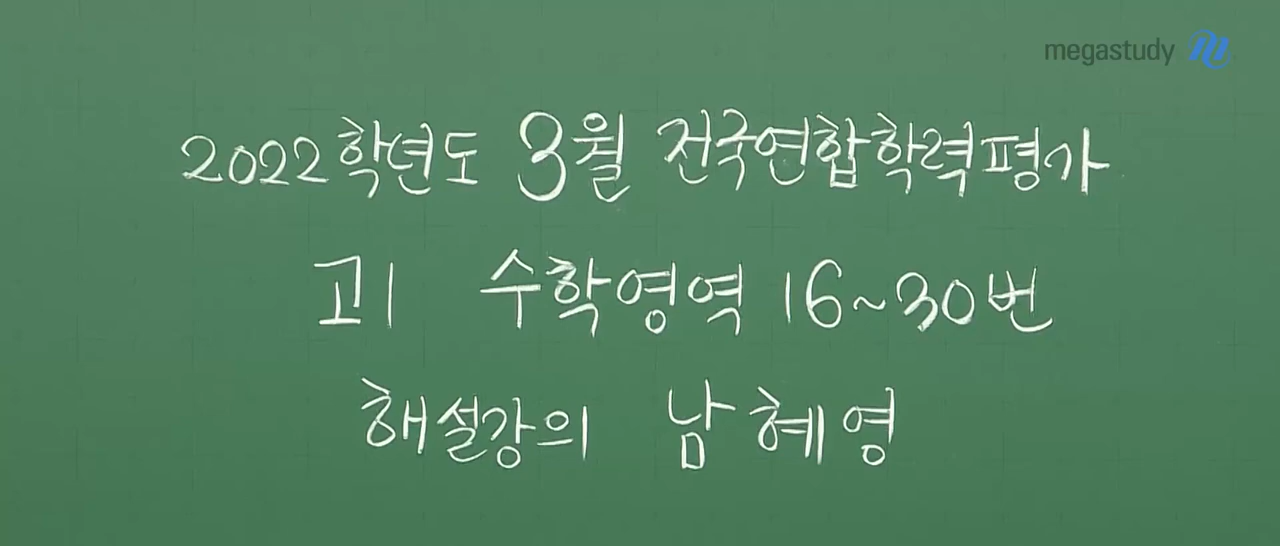 megastudy
2022학년도 3월 전국연합학력평가
고1 수학영역 16~30번
해설강의 남혜영